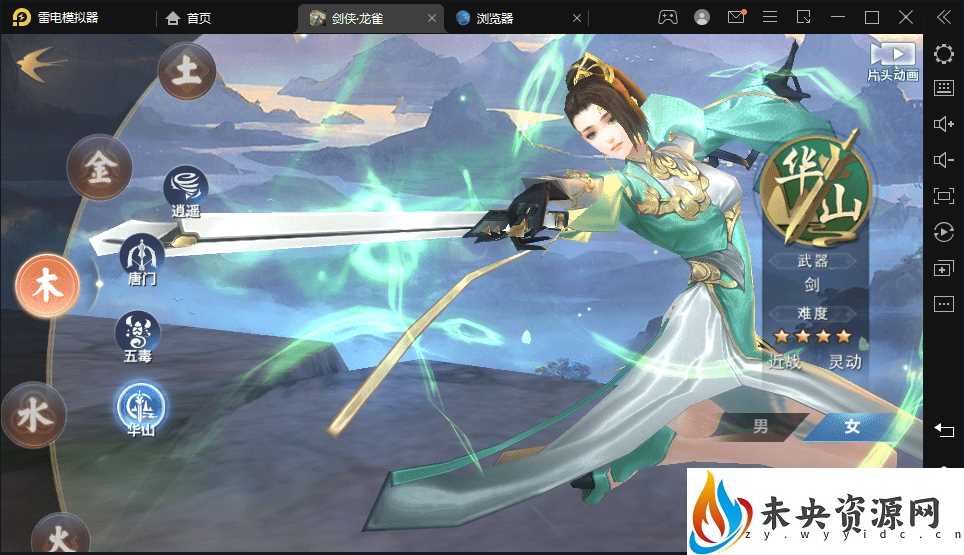 雷电模拟器
首页
剑侠·龙雀
浏览器
片头动画
土
金
木
水
火
逍遥
唐门
五毒
华山
华山
武器
剑
难度
近战 灵动
男
女
未央资源网
zy.wyyidc.cn